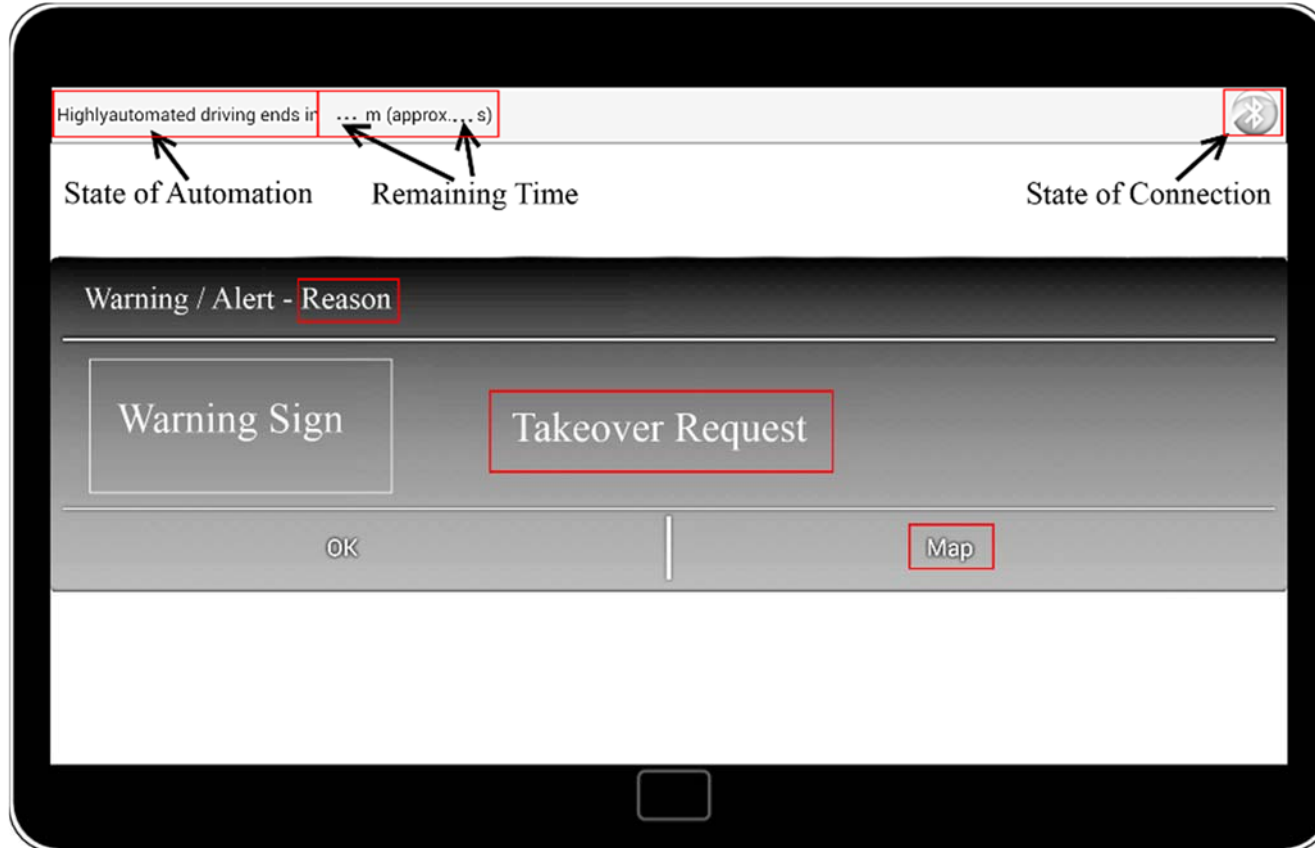 Highlyautomated driving ends in ... m (approx.... s)
State of Automation Remaining Time State of Connection
Warning / Alert - Reason
Warning Sign Takeover Request
OK Map